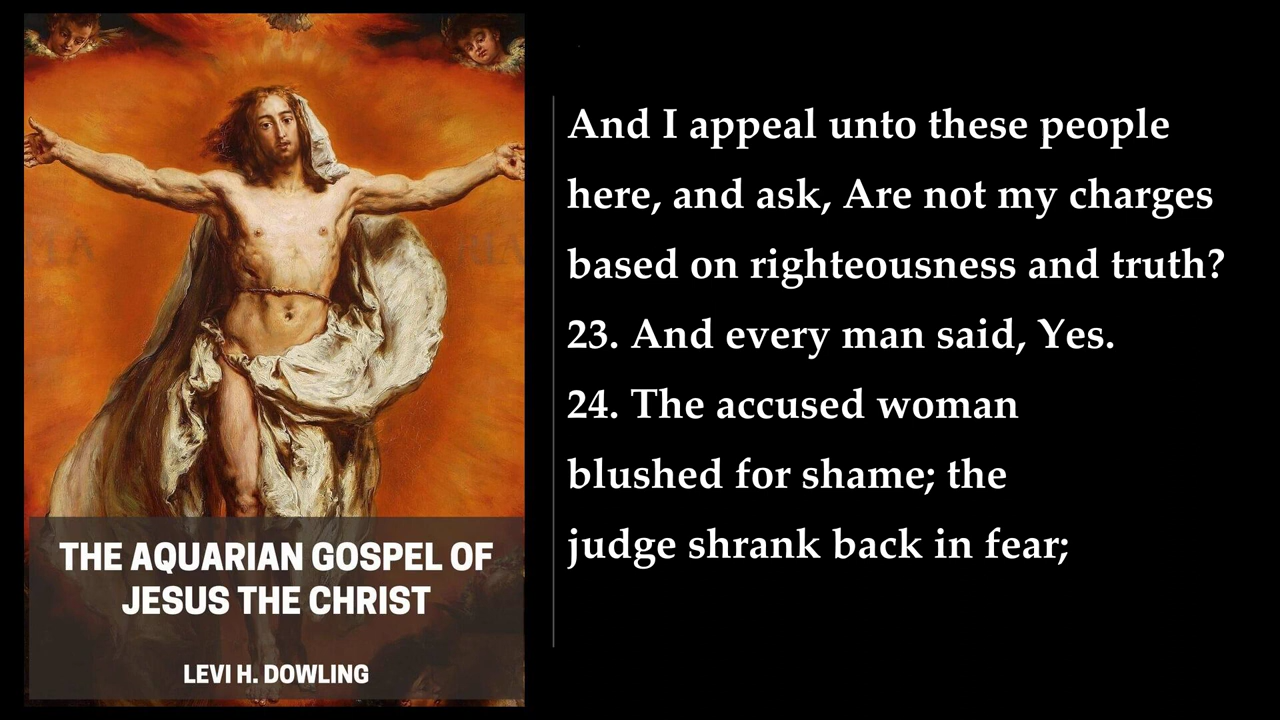 And I appeal unto these people
here, and ask, Are not my charges
based on righteousness and truth?
23. And every man said, Yes.
24. The accused woman
blushed for shame; the
judge shrank back in fear;
THE AQUARIAN GOSPEL OF
JESUS THE CHRIST
LEVI H. DOWLING